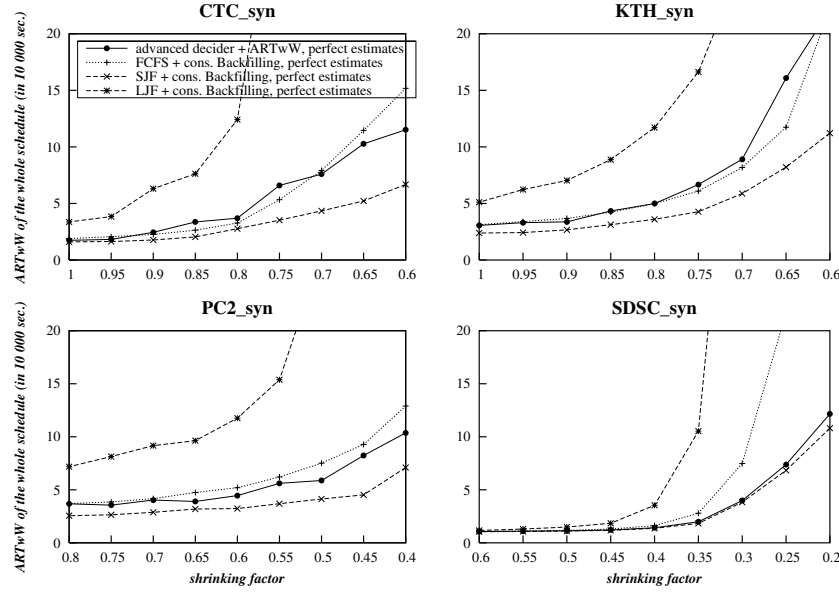 CTC_syn
KTH_syn
ARTwW of the whole schedule (in 10 000 sec.)
20
15
10
5
0
advanced decider + ARTwW, perfect estimates
FCFS + cons. Backfilling, perfect estimates
SJF + cons. Backfilling, perfect estimates
LJF + cons. Backfilling, perfect estimates
1 0.95 0.9 0.85 0.8 0.75 0.7 0.65 0.6
20
15
10
5
0
1 0.95 0.9 0.85 0.8 0.75 0.7 0.65 0.6
PC2_syn
SDSC_syn
ARTwW of the whole schedule (in 10 000 sec.)
20
15
10
5
0
0.8 0.75 0.7 0.65 0.6 0.55 0.5 0.45 0.4
shrinking factor
20
15
10
5
0
0.6 0.55 0.5 0.45 0.4 0.35 0.3 0.25 0.2
shrinking factor